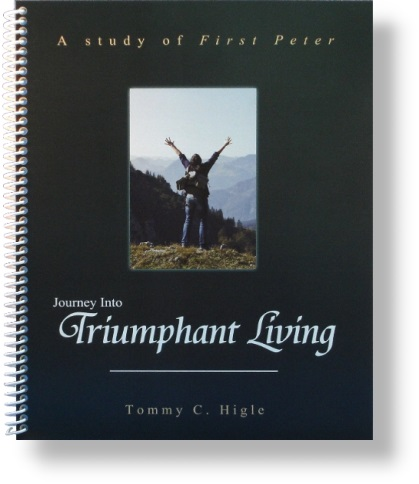 A study of First Peter
Journey Into
Triumphant Living
Tommy C. Higle